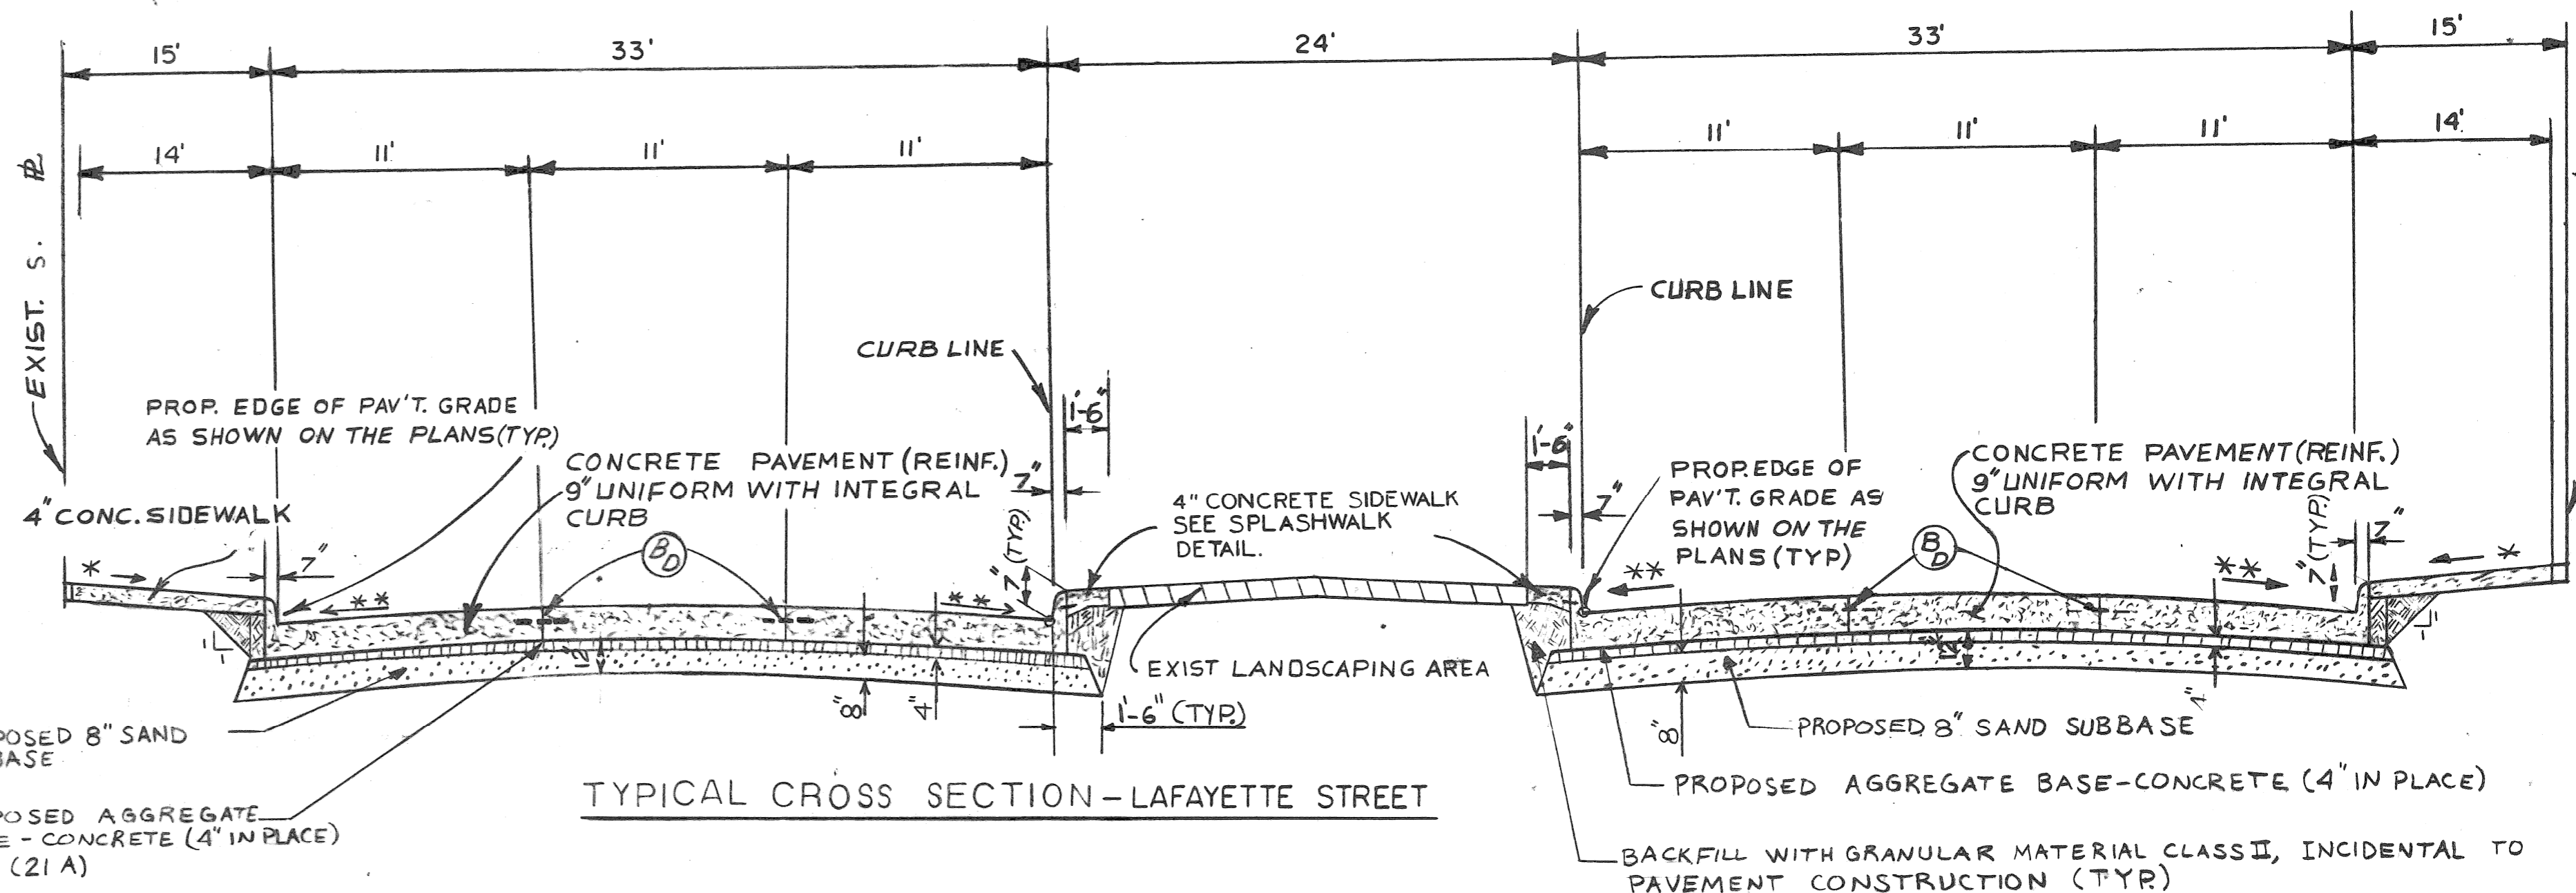 15'
33'
24'
33'
15'
14'
11'
11'
11'
11'
11'
11'
14'
EXIST. S. PL
CURB LINE
CURB LINE
PROP. EDGE OF PAV'T. GRADE
AS SHOWN ON THE PLANS (TYP.)
CONCRETE PAVEMENT (REINF.)
9" UNIFORM WITH INTEGRAL
CURB
4" CONC. SIDEWALK
1'-6"
7"
7" (TYP.)
4" CONCRETE SIDEWALK
SEE SPLASHWALK
DETAIL.
1'-6"
7"
PROP. EDGE OF
PAV'T. GRADE AS
SHOWN ON THE
PLANS (TYP)
CONCRETE PAVEMENT (REINF.)
9" UNIFORM WITH INTEGRAL
CURB
7" (TYP.)
7"
*
7"
**
BD
**
**
BD
**
*
1
1
12"
8"
4"
EXIST LANDSCAPING AREA
1'-6" (TYP.)
12"
8"
1
1
POSED 8" SAND
BASE
PROPOSED 8" SAND SUBBASE
PROPOSED AGGREGATE BASE-CONCRETE (4" IN PLACE)
TYPICAL CROSS SECTION - LAFAYETTE STREET
POSED AGGREGATE
E - CONCRETE (4" IN PLACE)
(21 A)
BACKFILL WITH GRANULAR MATERIAL CLASS II, INCIDENTAL TO
PAVEMENT CONSTRUCTION (TYP.)